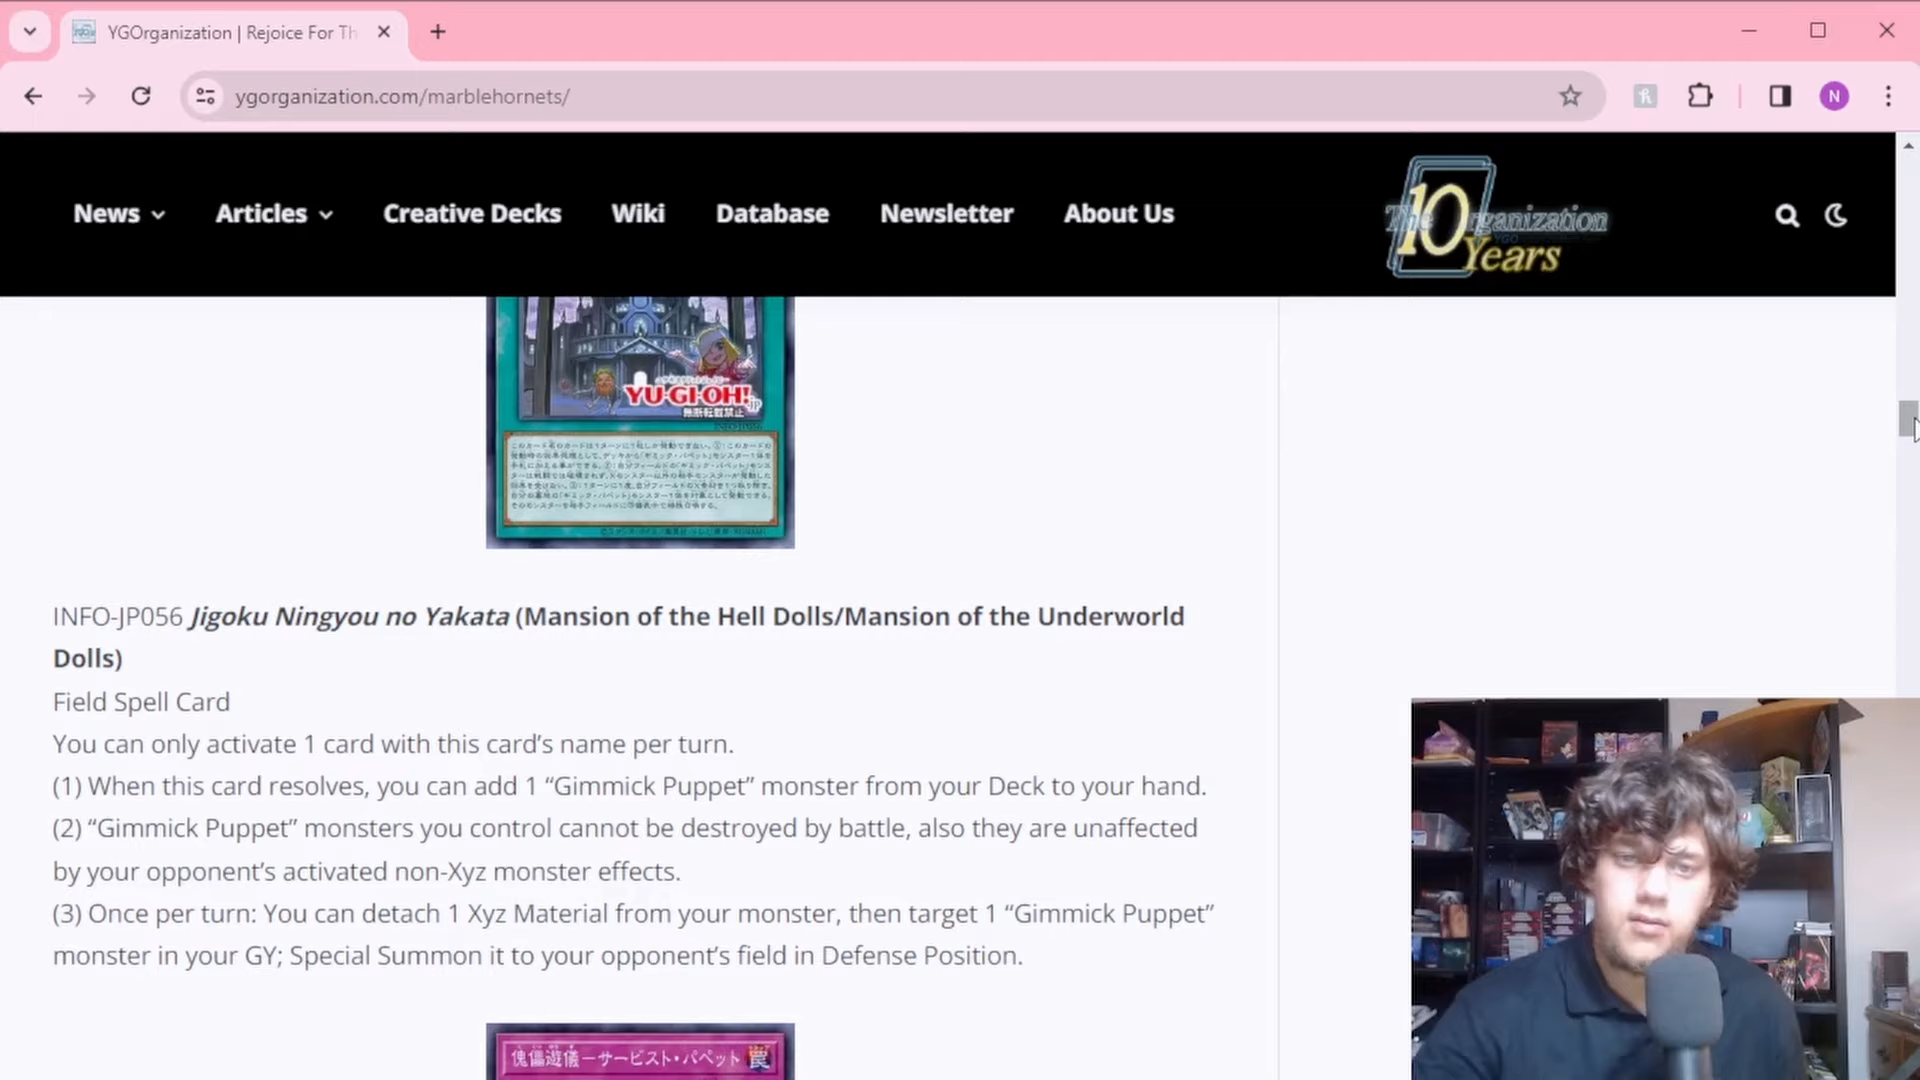 YGOrganization | Rejoice For Th
ygorganization.com/marblehornets/
N
News
Articles
Creative Decks
Wiki
Database
Newsletter
About Us
The 10 Organization
Years
YU-GI-OH!
無断転載禁止
INFO-JP056 Jigoku Ningyou no Yakata (Mansion of the Hell Dolls/Mansion of the Underworld
Dolls)
Field Spell Card
You can only activate 1 card with this card’s name per turn.
(1) When this card resolves, you can add 1 “Gimmick Puppet” monster from your Deck to your hand.
(2) “Gimmick Puppet” monsters you control cannot be destroyed by battle, also they are unaffected
by your opponent’s activated non-Xyz monster effects.
(3) Once per turn: You can detach 1 Xyz Material from your monster, then target 1 “Gimmick Puppet”
monster in your GY; Special Summon it to your opponent’s field in Defense Position.
傀儡遊儀－サービスト・パペット 罠